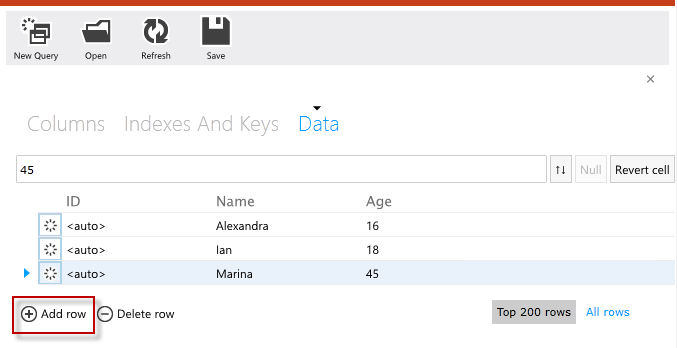 New Query Open Refresh Save
Columns Indexes And Keys Data
45 Null Revert cell
ID Name Age
<auto> Alexandra 16
<auto> Ian 18
<auto> Marina 45
Add row Delete row Top 200 rows All rows